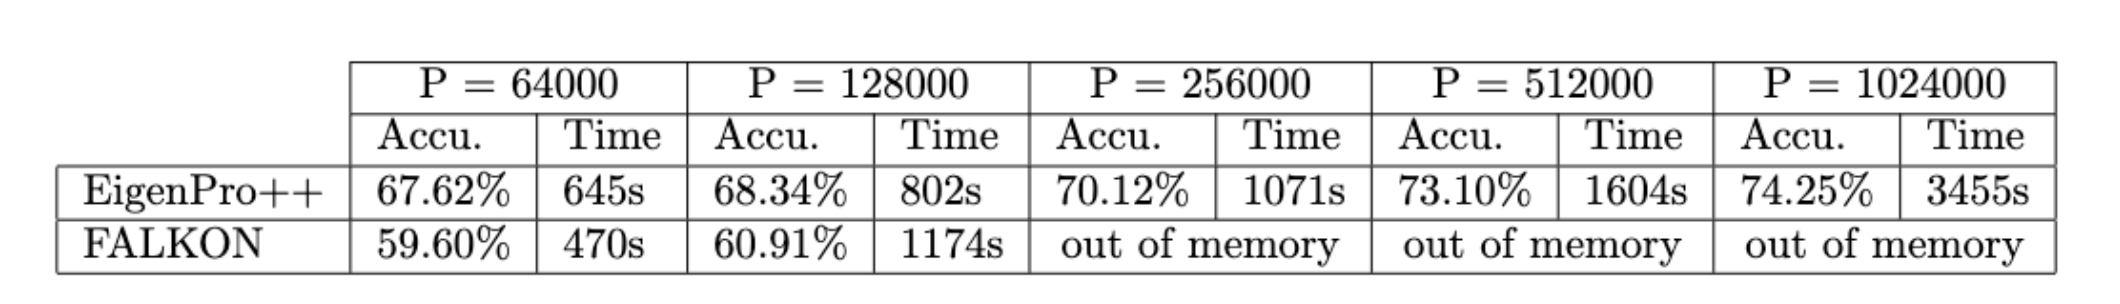 P = 64000 P = 128000 P = 256000 P = 512000 P = 1024000
Accu. Time Accu. Time Accu. Time Accu. Time Accu. Time
EigenPro++ 67.62% 645s 68.34% 802s 70.12% 1071s 73.10% 1604s 74.25% 3455s
FALKON 59.60% 470s 60.91% 1174s out of memory out of memory out of memory